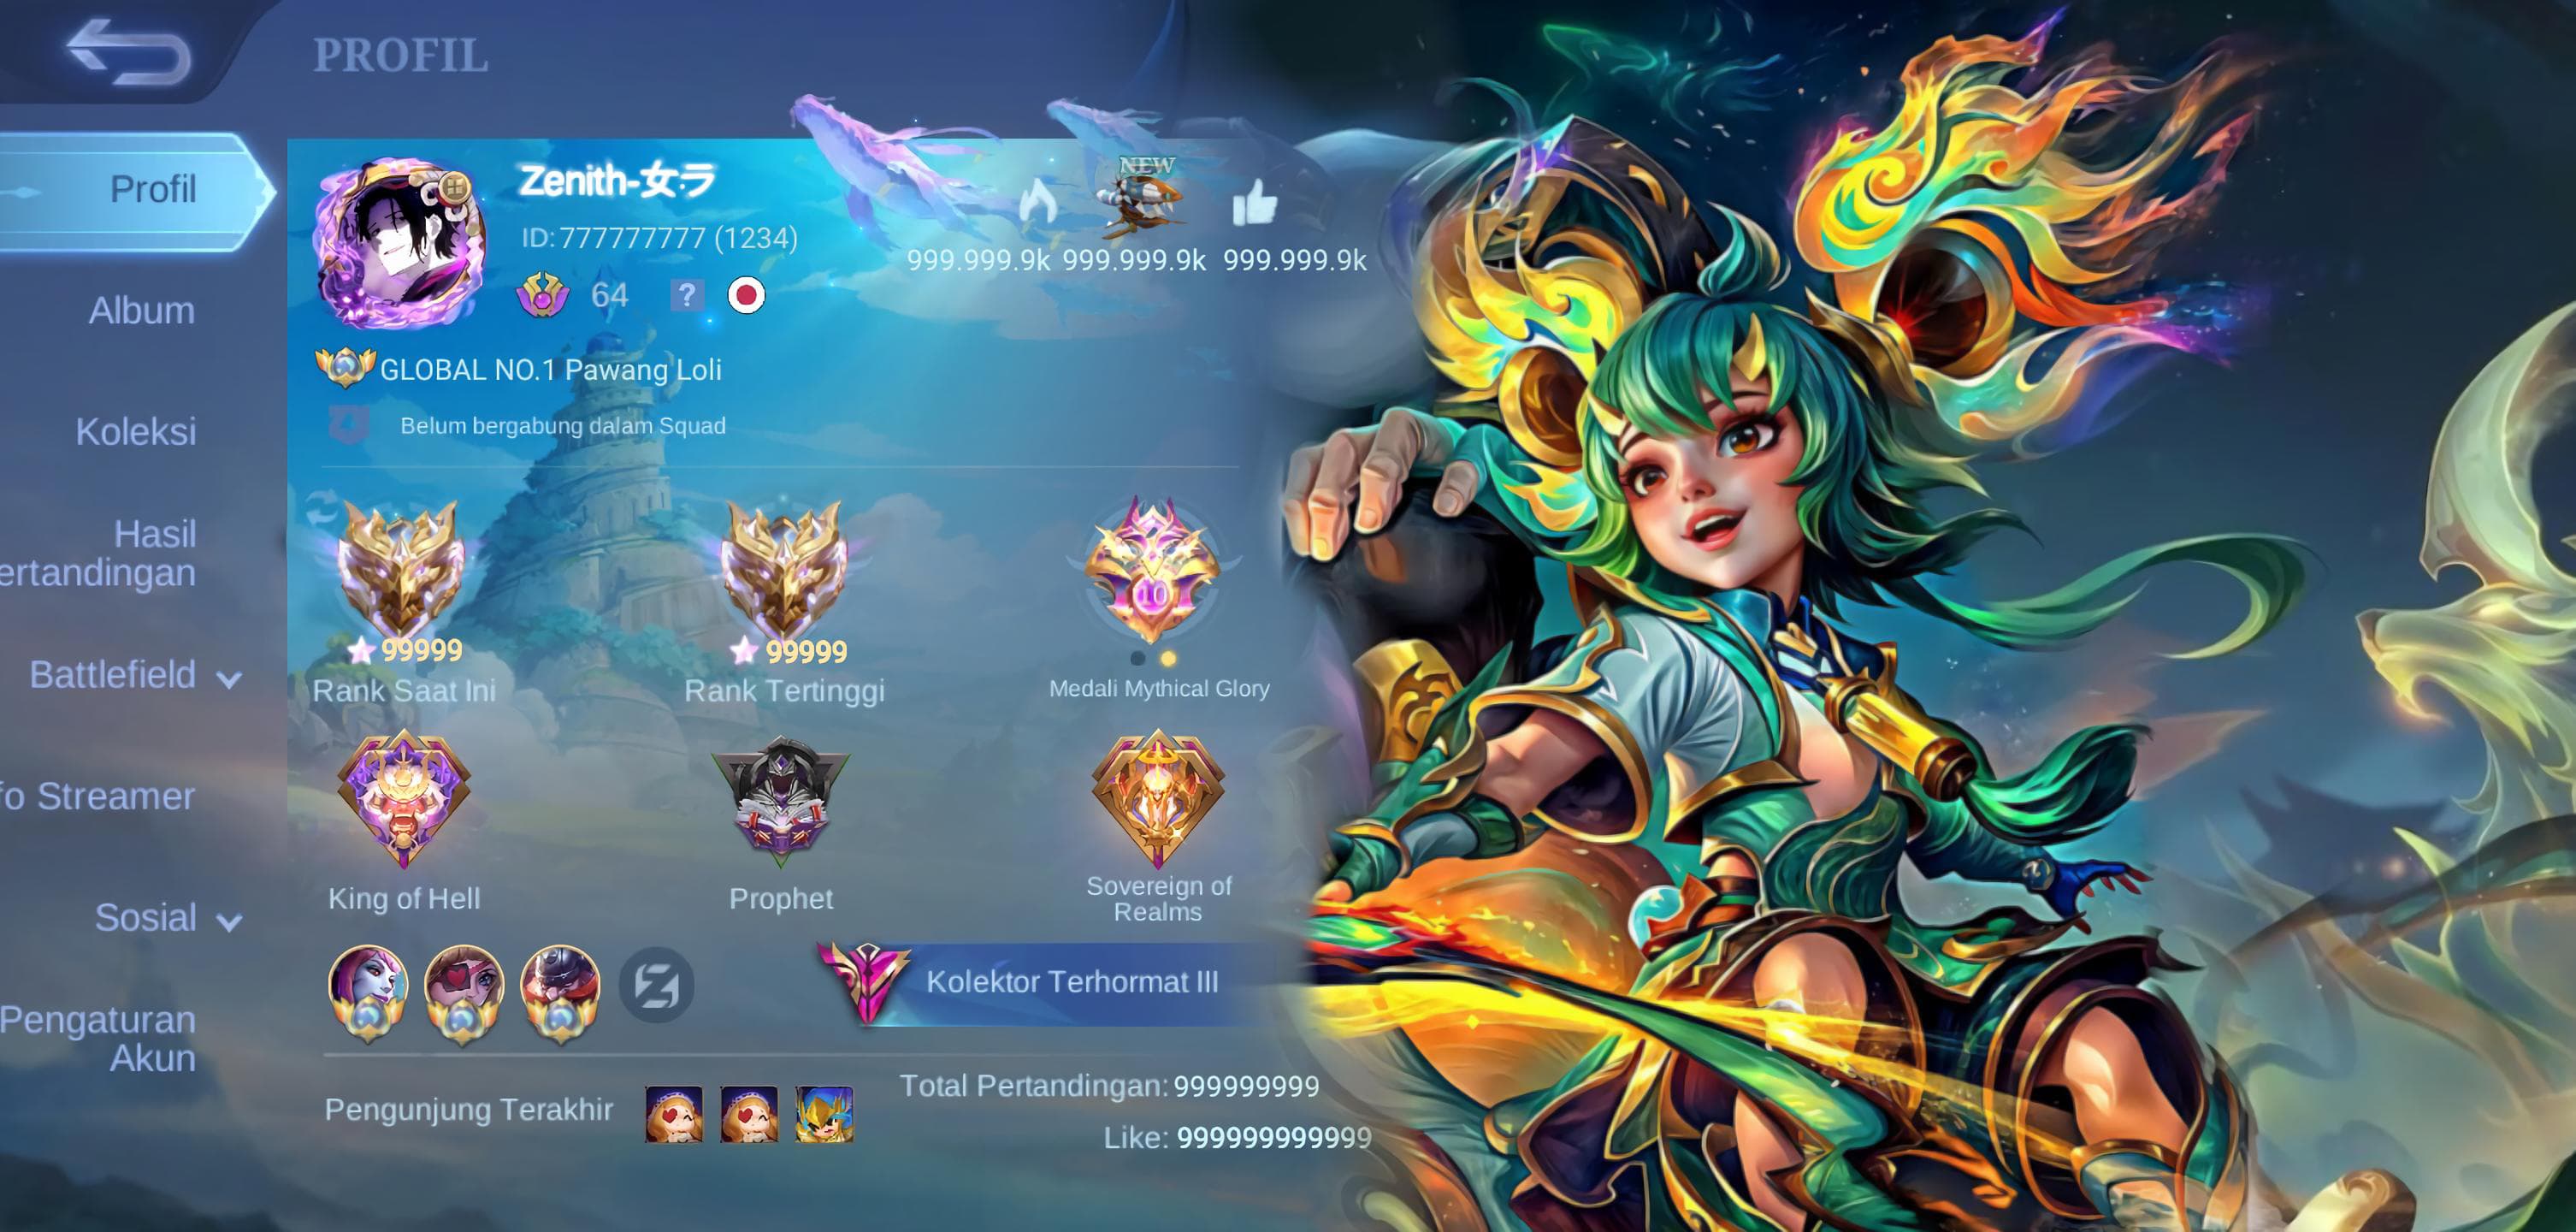 PROFIL
Profil
Album
Koleksi
Hasil
ertandingan
Battlefield
fo Streamer
Sosial
Pengaturan
Akun
Zenith-女ラ
ID: 777777777 (1234)
64
?
NEW
999.999.9k 999.999.9k 999.999.9k
GLOBAL NO.1 Pawang Loli
Belum bergabung dalam Squad
99999
Rank Saat Ini
99999
Rank Tertinggi
10
Medali Mythical Glory
King of Hell
Prophet
Sovereign of
Realms
Kolektor Terhormat III
Pengunjung Terakhir
Total Pertandingan: 999999999
Like: 999999999999